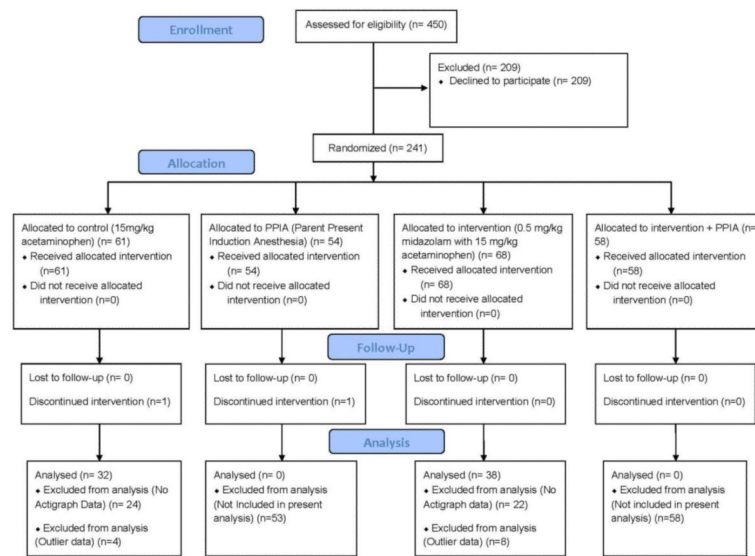 Enrollment
Assessed for eligibility (n= 450)
Excluded (n= 209)
♦ Declined to participate (n= 209)
Randomized (n= 241)
Allocation
Allocated to control (15mg/kg
acetaminophen) (n= 61)
♦ Received allocated intervention
(n=61)
♦ Did not receive allocated
intervention (n=0)
Allocated to PPIA (Parent Present
Induction Anesthesia) (n= 54)
♦ Received allocated intervention
(n= 54)
♦ Did not receive allocated
intervention (n=0)
Allocated to intervention (0.5 mg/kg
midazolam with 15 mg/kg
acetaminophen) (n= 68)
♦ Received allocated intervention
(n= 68)
♦ Did not receive allocated
intervention (n=0)
Allocated to intervention + PPIA (n=
58)
♦ Received allocated intervention
(n=58)
♦ Did not receive allocated
intervention (n=0)
Follow-Up
Lost to follow-up (n= 0)
Discontinued intervention (n=1)
Lost to follow-up (n= 0)
Discontinued intervention (n=1)
Lost to follow-up (n= 0)
Discontinued intervention (n=0)
Lost to follow-up (n= 0)
Discontinued intervention (n=0)
Analysis
Analysed (n= 32)
♦ Excluded from analysis (No
Actigraph Data) (n= 24)
♦ Excluded from analysis
(Outlier data) (n=4)
Analysed (n= 0)
♦ Excluded from analysis
(Not Included in present
analysis) (n=53)
Analysed (n= 38)
♦ Excluded from analysis (No
Actigraph data) (n= 22)
♦ Excluded from analysis
(Outlier data) (n=8)
Analysed (n= 0)
♦ Excluded from analysis
(Not included in present
analysis) (n=58)